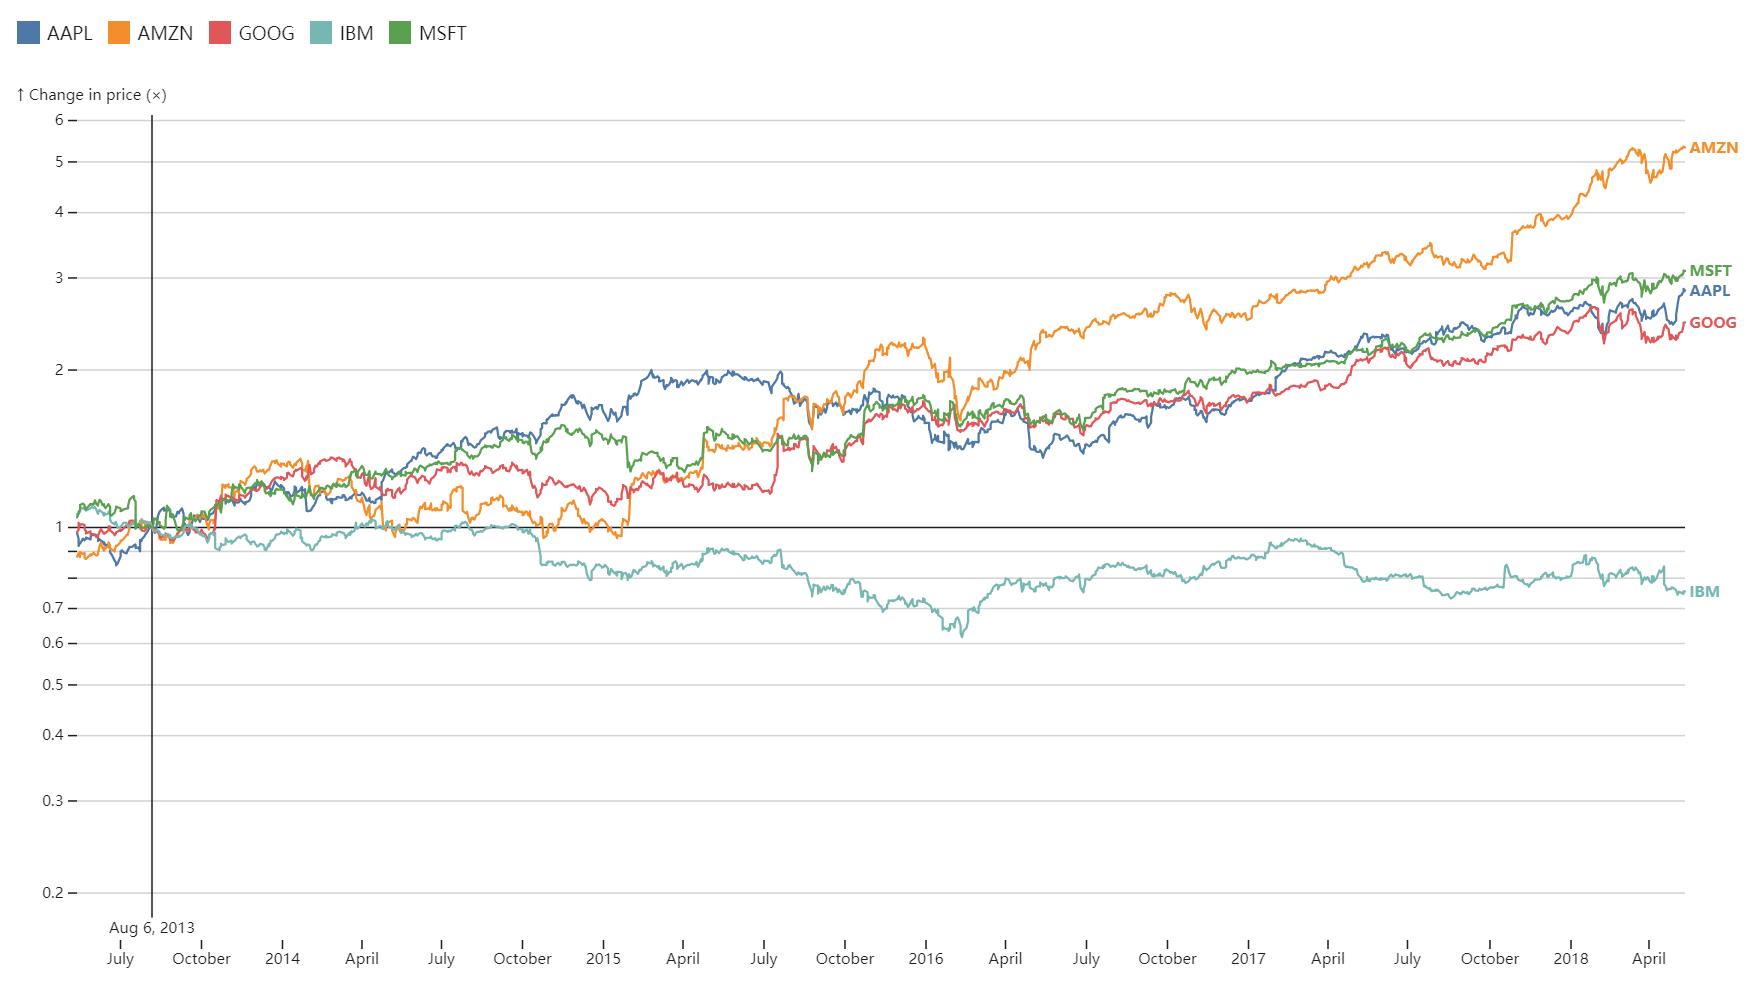 AAPL AMZN GOOG IBM MSFT
↑ Change in price (×)
6
5
4
3
2
1
0.7
0.6
0.5
0.4
0.3
0.2
AMZN
MSFT
AAPL
GOOG
IBM
Aug 6, 2013
July October 2014 April July October 2015 April July October 2016 April July October 2017 April July October 2018 April